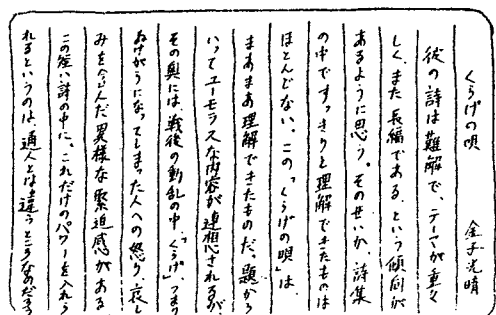 くらげの唄
金子光晴
彼の詩は難解で、テーマが重く
しく、また長編である、という傾向が
あるように思う。そのせいか、詩集
の中ですっきりと理解できたものは
ほとんどない。この「くらげの唄」は
まあまあ理解できたものだ。題から
いってユーモラスな内容が連想されるが、
その奥には、戦後の動乱の中、「くらげ」、つまり
ぬけがらになってしまった人への怒り、哀し
みを含んだ異様な緊迫感がある。
この短い詩の中に、これだけのパワーを入れら
れるというのは、通人とは違うところなのだろう